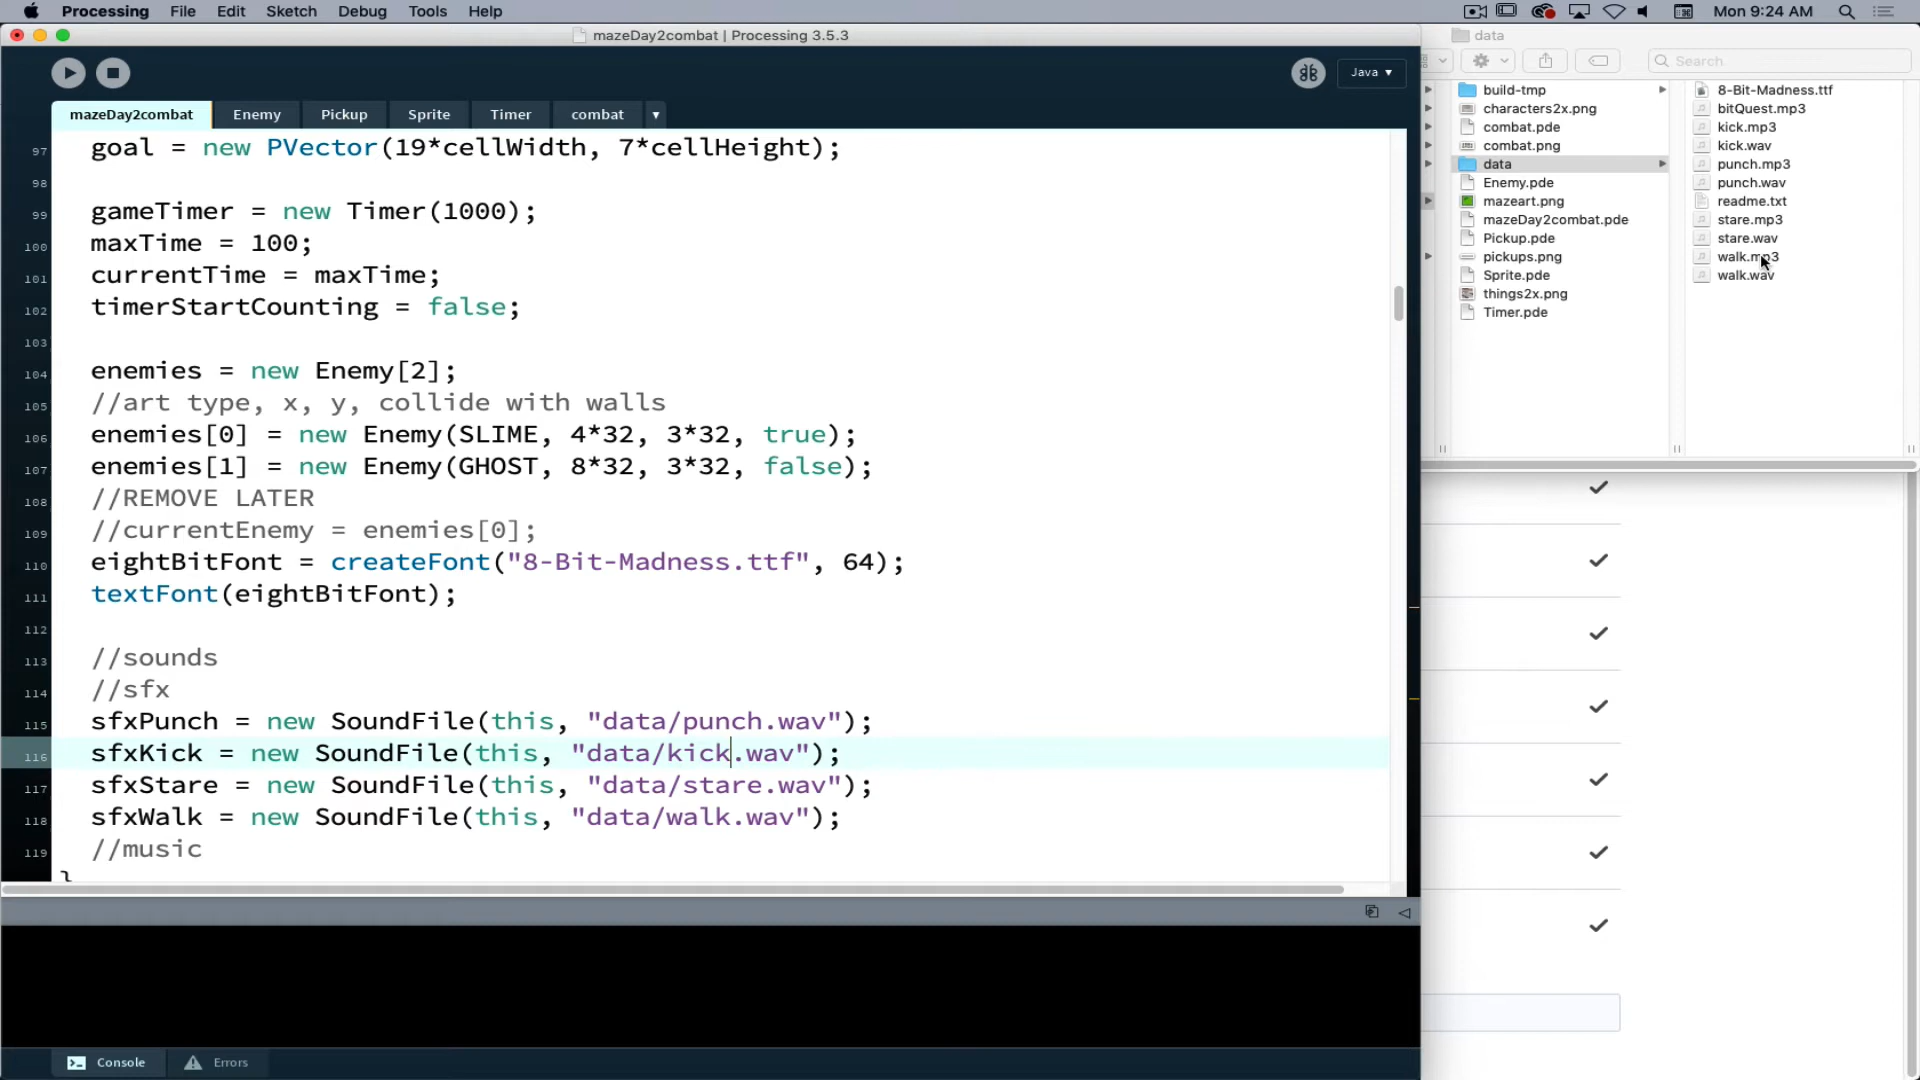 Processing File Edit Sketch Debug Tools Help Mon 9:24 AM
mazeDay2combat | Processing 3.5.3
data
Java ▾
Search
mazeDay2combat Enemy Pickup Sprite Timer combat ▾
97 goal = new PVector(19*cellWidth, 7*cellHeight);
98
99 gameTimer = new Timer(1000);
100 maxTime = 100;
101 currentTime = maxTime;
102 timerStartCounting = false;
103
104 enemies = new Enemy[2];
105 //art type, x, y, collide with walls
106 enemies[0] = new Enemy(SLIME, 4*32, 3*32, true);
107 enemies[1] = new Enemy(GHOST, 8*32, 3*32, false);
108 //REMOVE LATER
109 //currentEnemy = enemies[0];
110 eightBitFont = createFont("8-Bit-Madness.ttf", 64);
111 textFont(eightBitFont);
112
113 //sounds
114 //sfx
115 sfxPunch = new SoundFile(this, "data/punch.wav");
116 sfxKick = new SoundFile(this, "data/kick.wav");
117 sfxStare = new SoundFile(this, "data/stare.wav");
118 sfxWalk = new SoundFile(this, "data/walk.wav");
119 //music
}
build-tmp
characters2x.png
combat.pde
combat.png
data
Enemy.pde
mazeart.png
mazeDay2combat.pde
Pickup.pde
pickups.png
Sprite.pde
things2x.png
Timer.pde
8-Bit-Madness.ttf
bitQuest.mp3
kick.mp3
kick.wav
punch.mp3
punch.wav
readme.txt
stare.mp3
stare.wav
walk.mp3
walk.wav
Console Errors